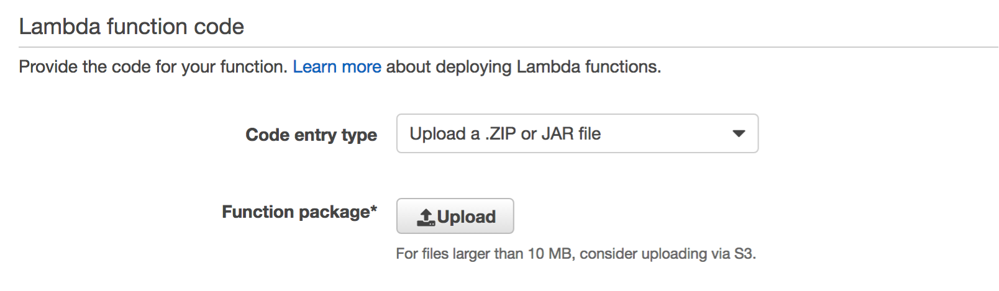 Lambda function code
Provide the code for your function. Learn more about deploying Lambda functions.
Code entry type
Upload a .ZIP or JAR file
Function package*
Upload
For files larger than 10 MB, consider uploading via S3.